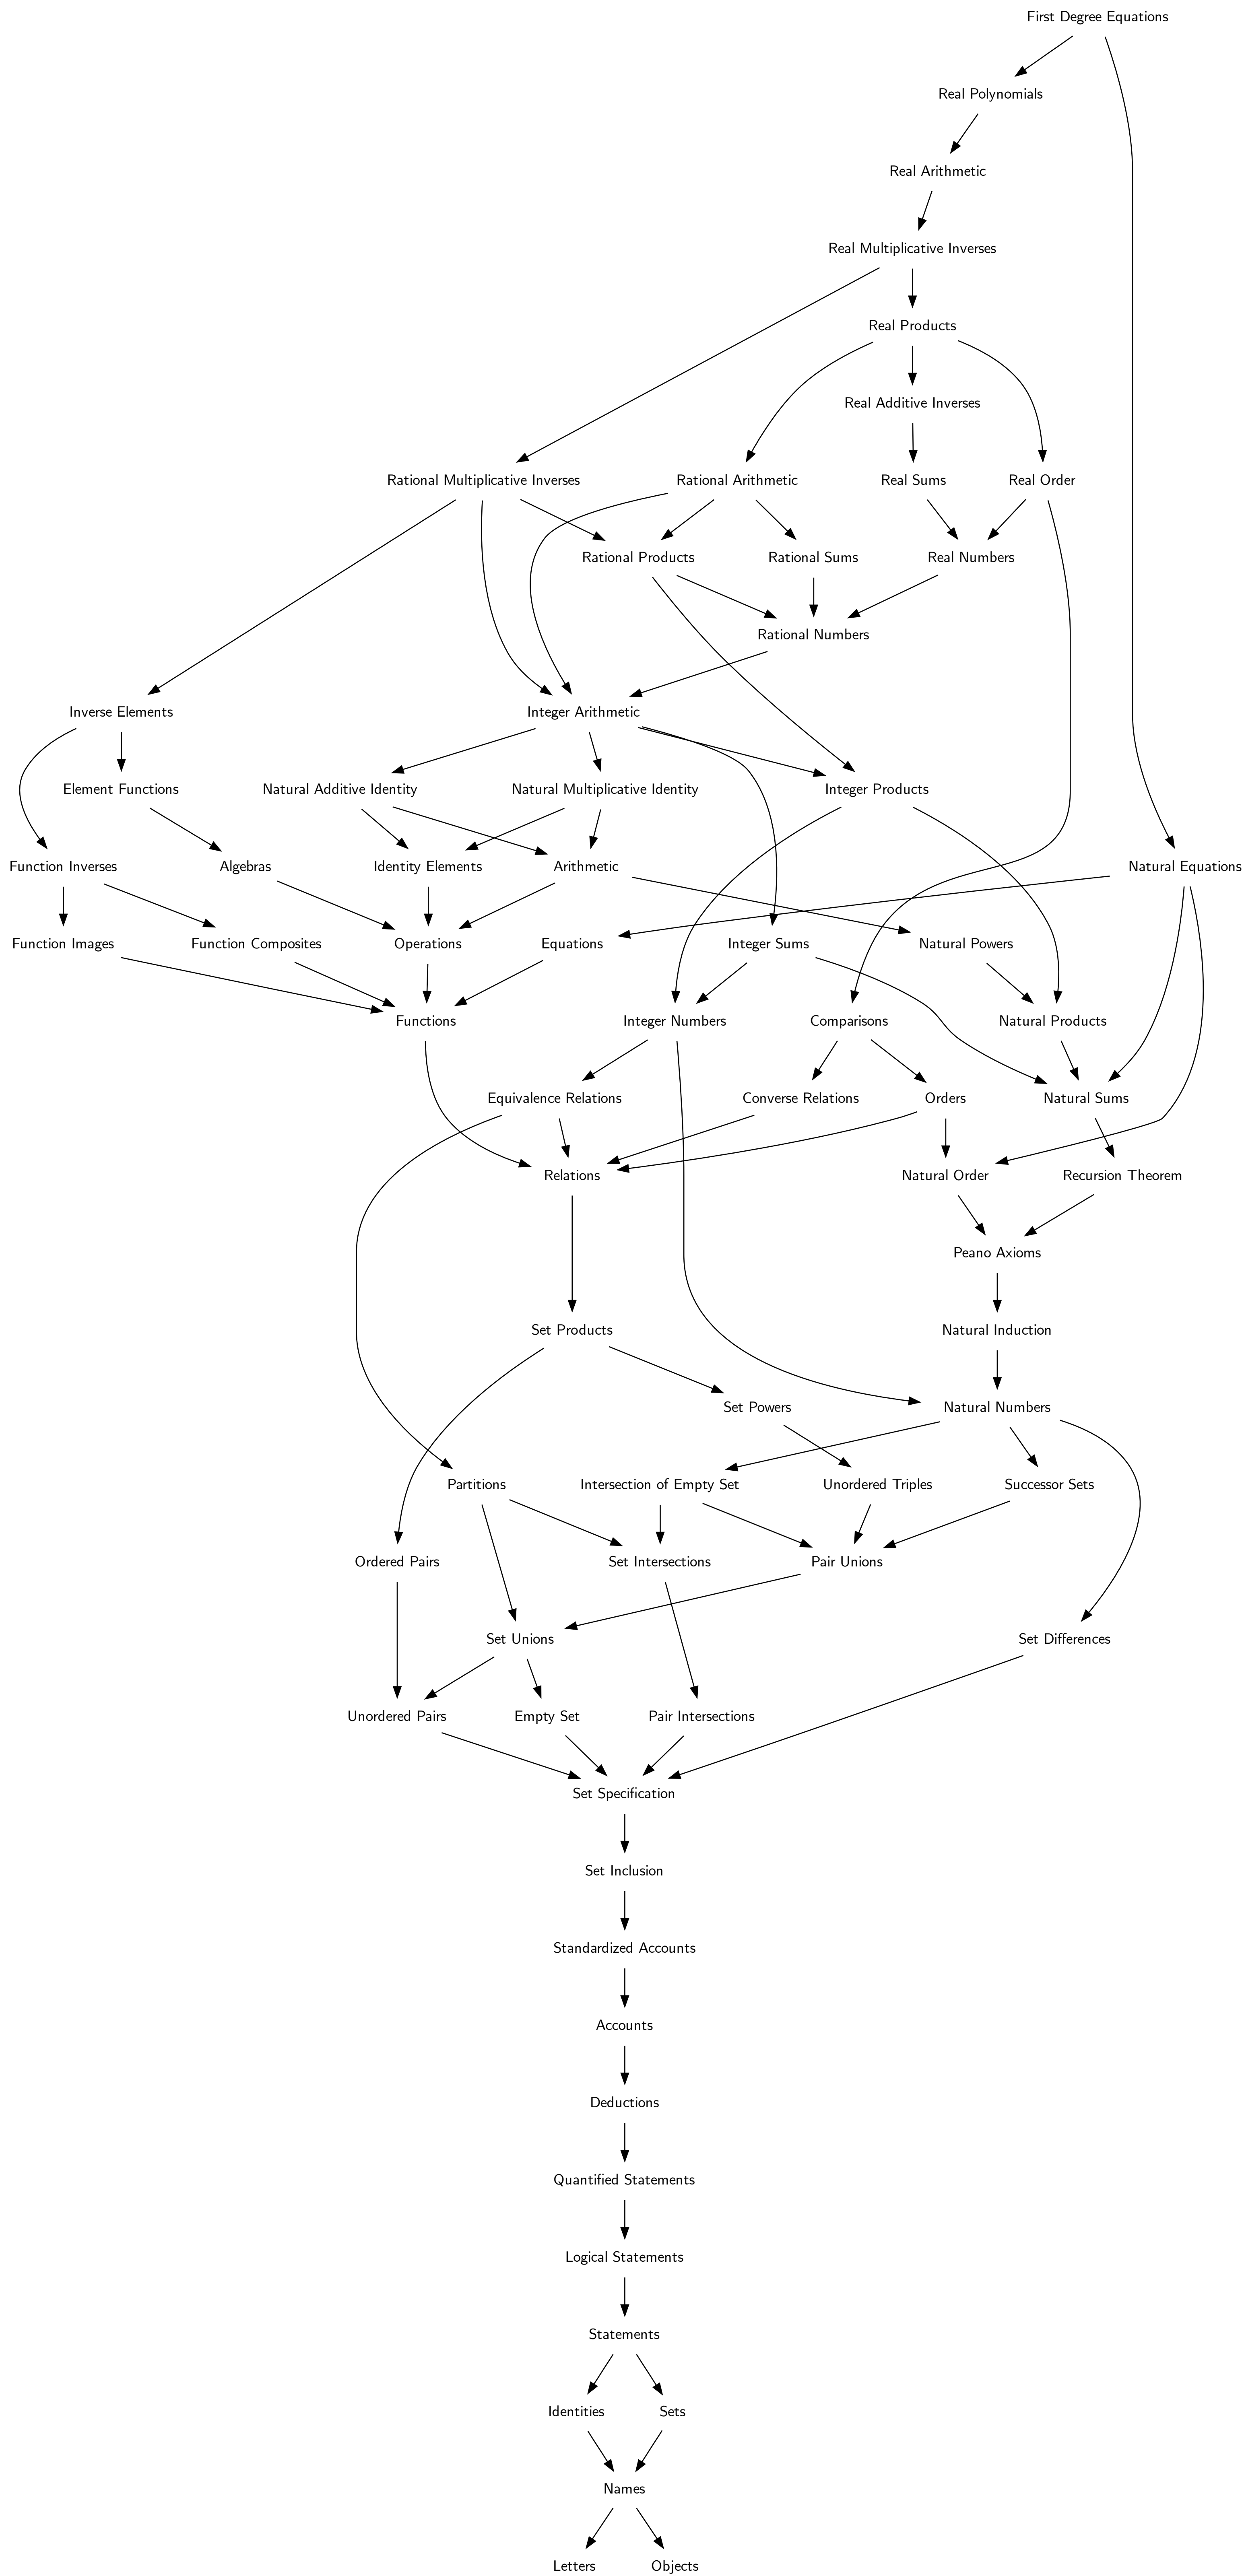 First Degree Equations
Real Polynomials
Real Arithmetic
Real Multiplicative Inverses
Real Products
Real Additive Inverses
Rational Multiplicative Inverses
Rational Arithmetic
Real Sums
Real Order
Rational Products
Rational Sums
Real Numbers
Rational Numbers
Inverse Elements
Integer Arithmetic
Element Functions
Natural Additive Identity
Natural Multiplicative Identity
Integer Products
Function Inverses
Algebras
Identity Elements
Arithmetic
Natural Equations
Function Images
Function Composites
Operations
Equations
Integer Sums
Natural Powers
Functions
Integer Numbers
Comparisons
Natural Products
Equivalence Relations
Converse Relations
Orders
Natural Sums
Relations
Natural Order
Recursion Theorem
Peano Axioms
Set Products
Natural Induction
Set Powers
Natural Numbers
Partitions
Intersection of Empty Set
Unordered Triples
Successor Sets
Ordered Pairs
Set Intersections
Pair Unions
Set Unions
Set Differences
Unordered Pairs
Empty Set
Pair Intersections
Set Specification
Set Inclusion
Standardized Accounts
Accounts
Deductions
Quantified Statements
Logical Statements
Statements
Identities
Sets
Names
Letters
Objects